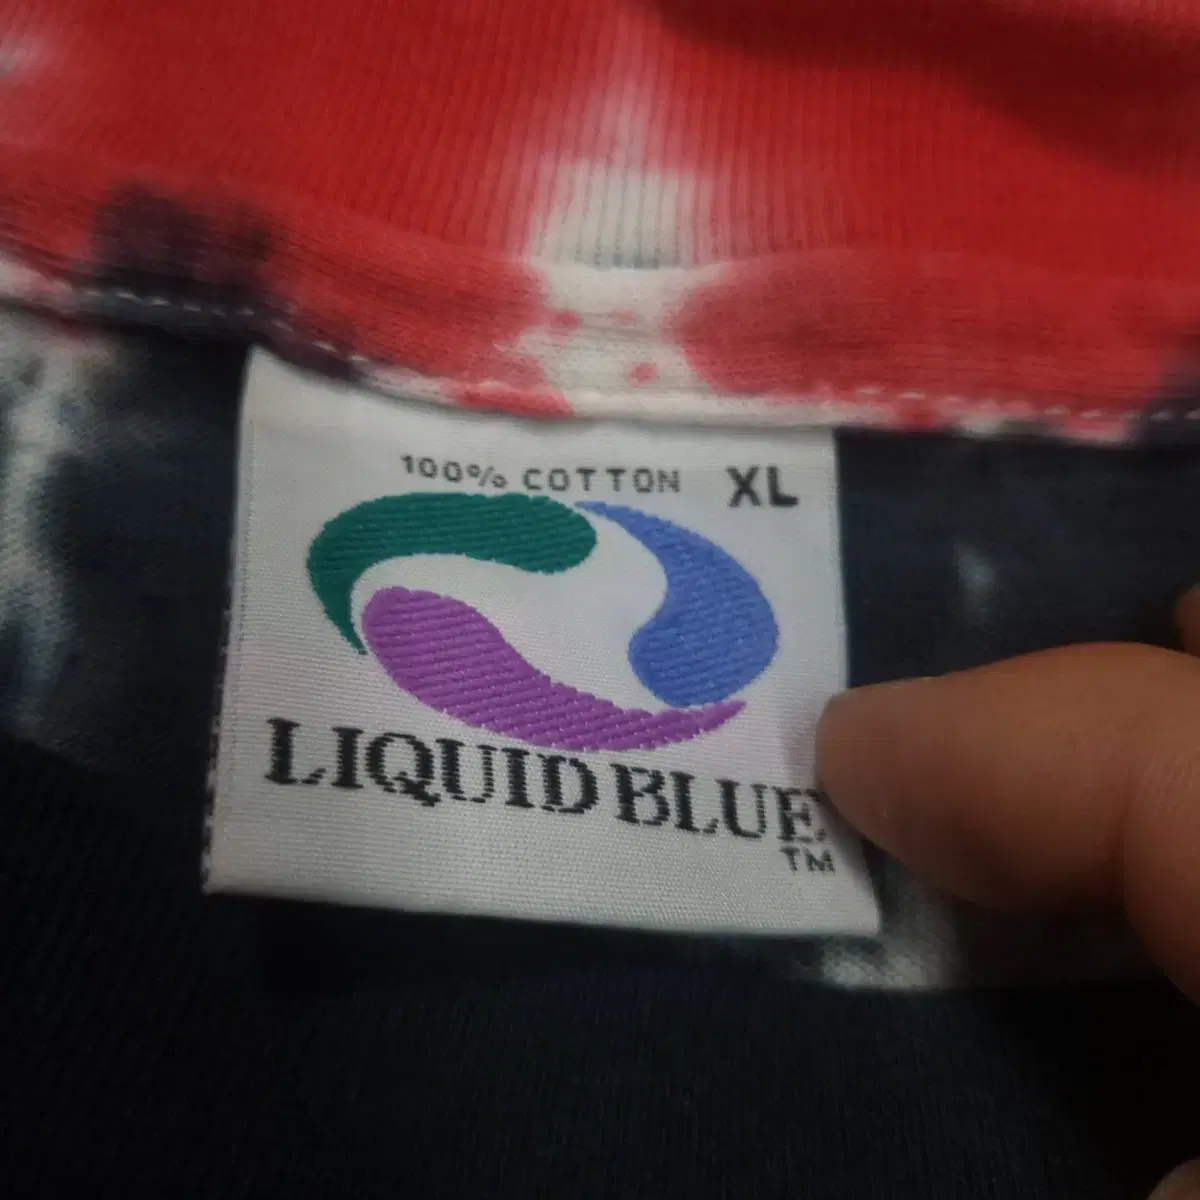 100% COTTON XL
LIQUID BLUE
TM